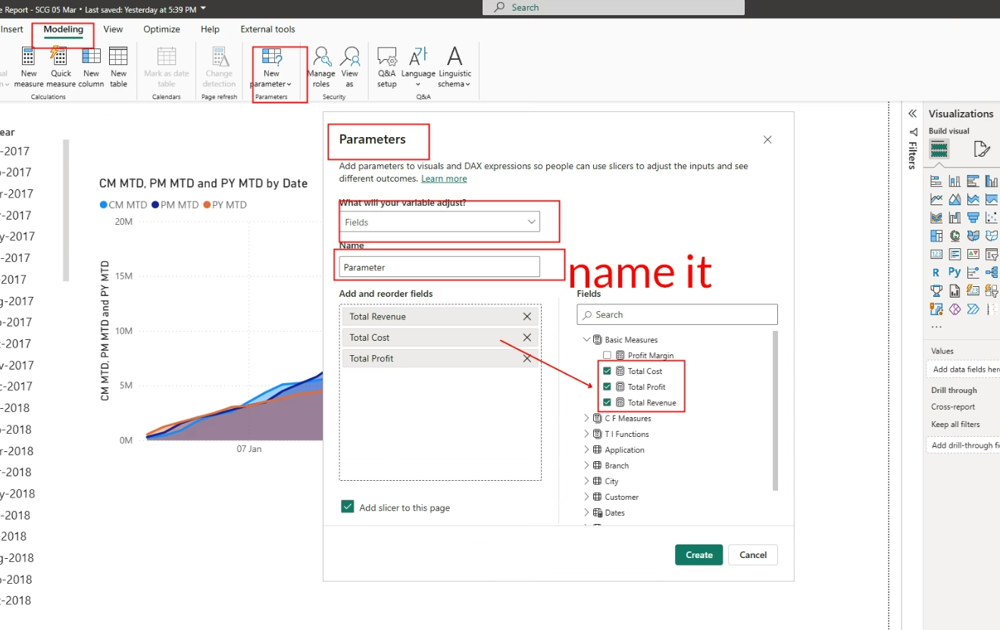 e Report - SCG 05 Mar • Last saved: Yesterday at 5:39 PM
Search
Insert Modeling View Optimize Help External tools
New measure
Quick measure
New column
New table
Mark as date table
Change detection
New parameter
Manage roles
View as
Q&A setup
Language
Linguistic schema
Calculations
Calendars
Page refresh
Parameters
Security
Q&A
ear
-2017
-2017
r-2017
-2017
y-2017
-2017
2017
g-2017
-2017
t-2017
v-2017
c-2017
-2018
-2018
r-2018
-2018
y-2018
-2018
-2018
g-2018
-2018
-2018
CM MTD, PM MTD and PY MTD by Date
CM MTD PM MTD PY MTD
CM MTD, PM MTD and PY MTD
20M
15M
10M
5M
0M
07 Jan
Parameters
Add parameters to visuals and DAX expressions so people can use slicers to adjust the inputs and see
different outcomes. Learn more
What will your variable adjust?
Fields
Name
Parameter
name it
Add and reorder fields
Total Revenue
Total Cost
Total Profit
Add slicer to this page
Fields
Search
Basic Measures
Profit Margin
Total Cost
Total Profit
Total Revenue
C F Measures
T I Functions
Application
Branch
City
Customer
Dates
Create
Cancel
Filters
Visualizations
Build visual
123
R Py
...
Values
Add data fields here
Drill through
Cross-report
Keep all filters
Add drill-through fi